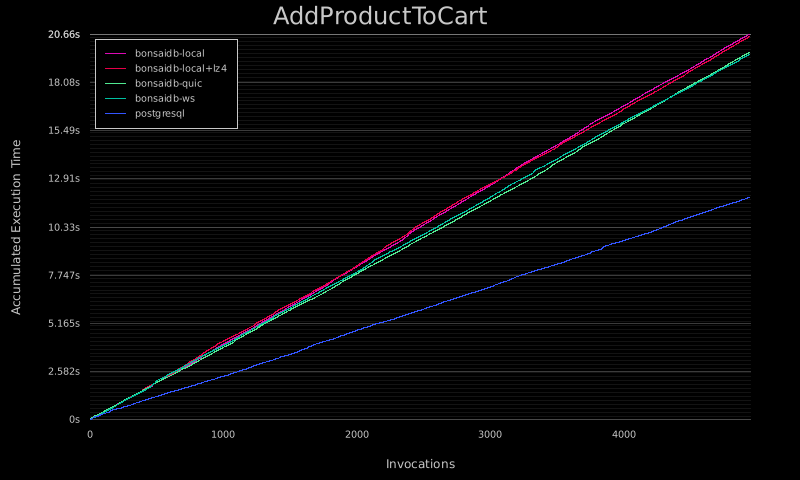 AddProductToCart
20.66s
18.08s
15.49s
12.91s
10.33s
7.747s
5.165s
2.582s
0s
Accumulated Execution Time
bonsaidb-local
bonsaidb-local+lz4
bonsaidb-quic
bonsaidb-ws
postgresql
0 1000 2000 3000 4000
Invocations